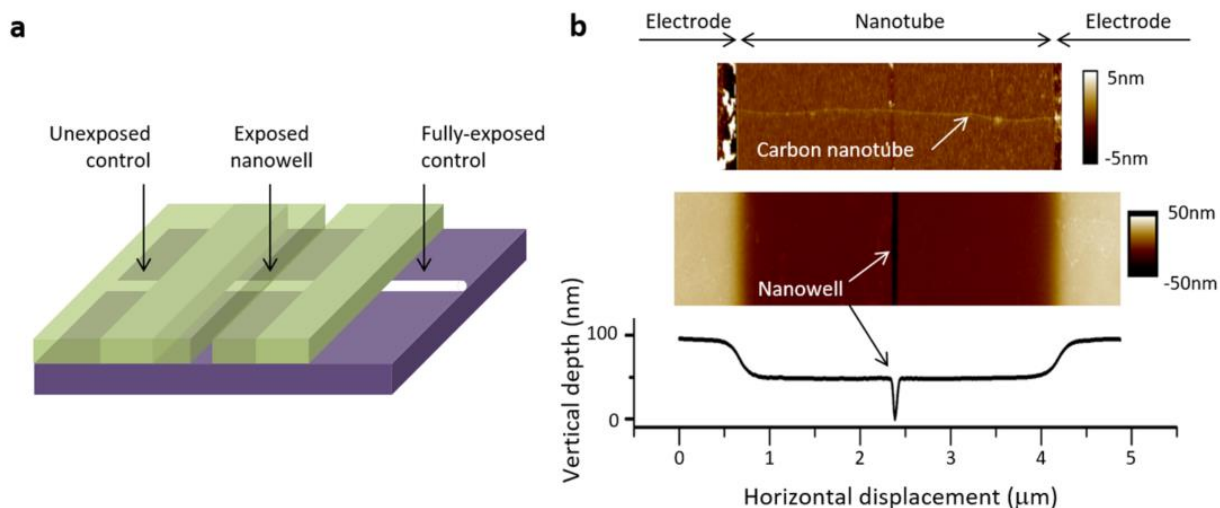 a
Unexposed
control
Exposed
nanowell
Fully-exposed
control
b
Electrode
Nanotube
Electrode
Carbon nanotube
5nm
-5nm
Nanowell
50nm
-50nm
Vertical depth (nm)
100
0
0 1 2 3 4 5
Horizontal displacement (μm)